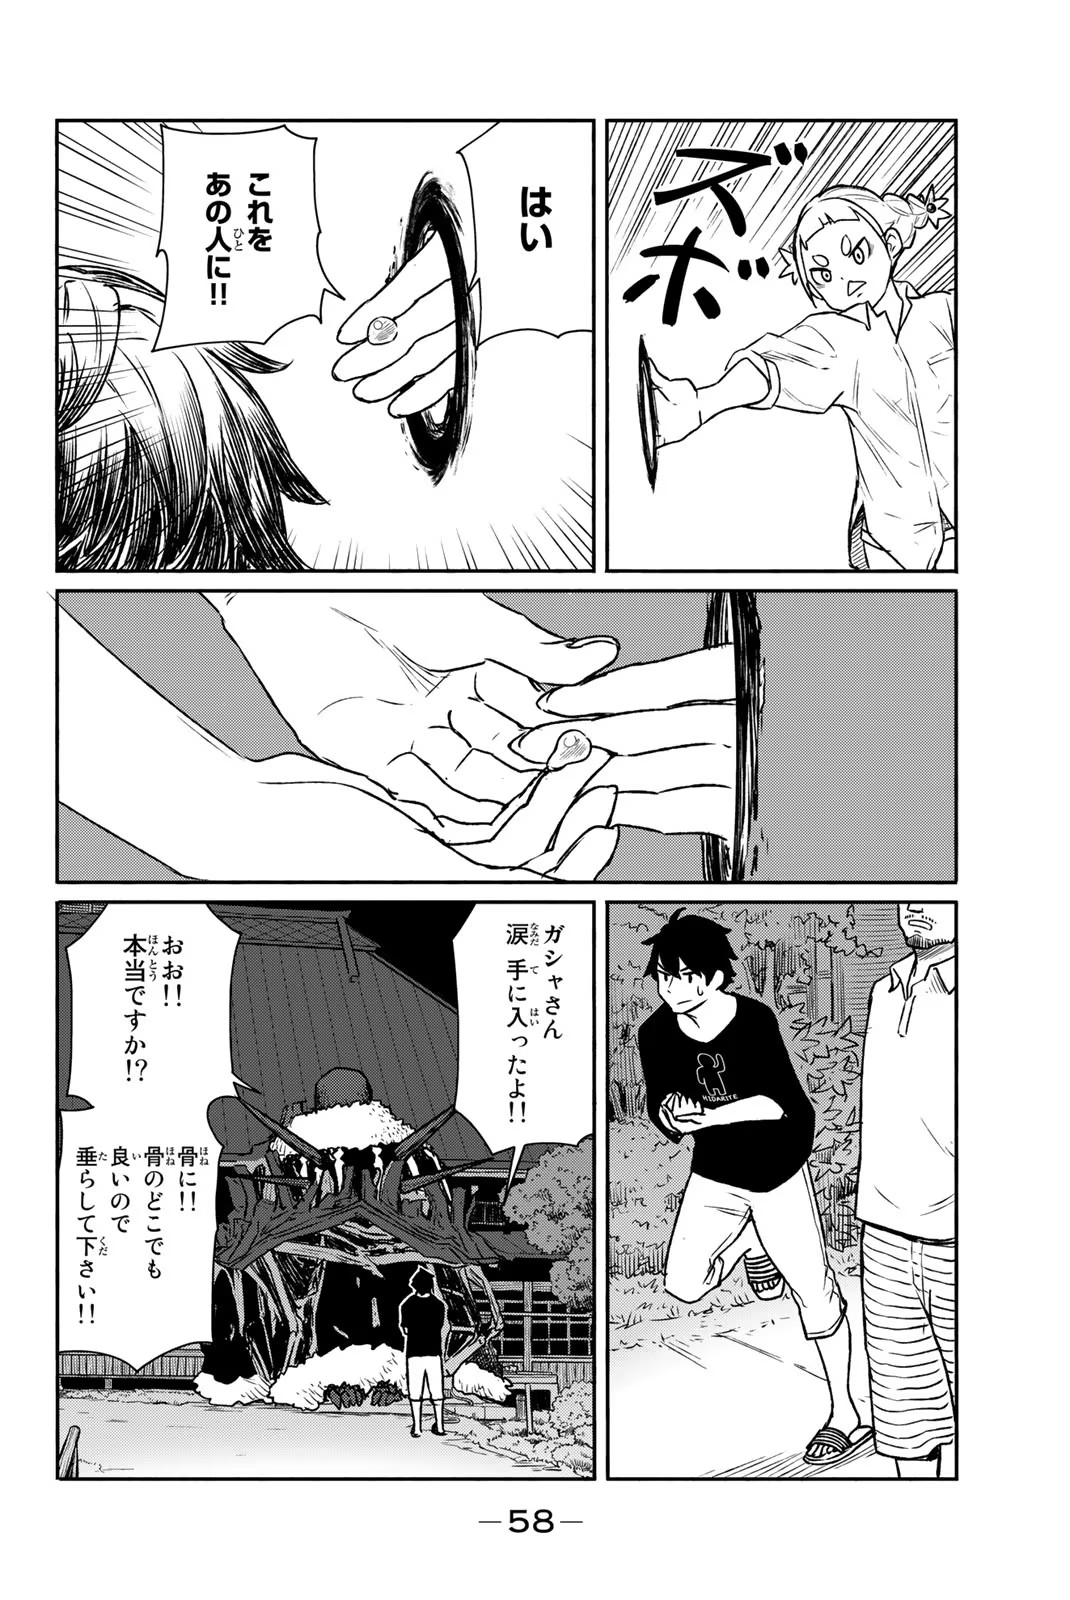 ズボ
はい
これを
あの人に!!
HIDARITE
ガシャさん
涙 手に入ったよ!!
おお!!
本当ですか!?
骨に!!
骨のどこでも
良いので
垂らして下さい!!
—58—